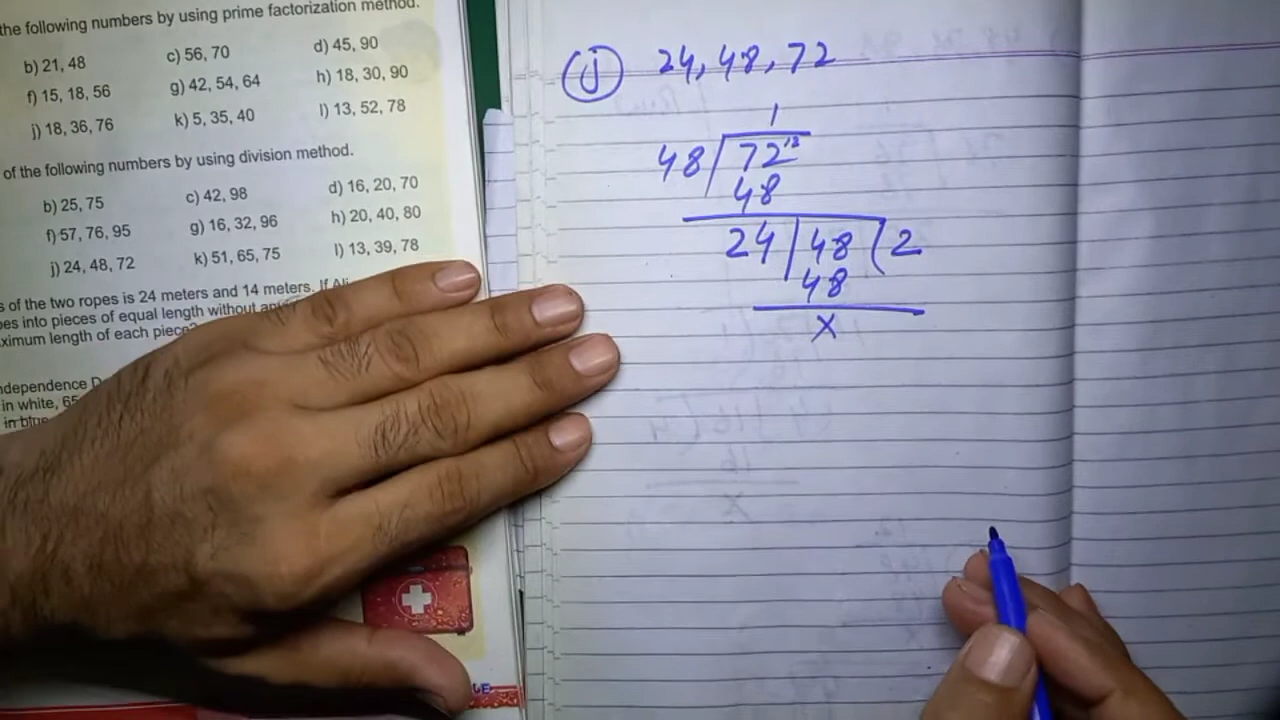 the following numbers by using prime factorization method.
b) 21, 48 c) 56, 70 d) 45, 90
f) 15, 18, 56 g) 42, 54, 64 h) 18, 30, 90
j) 18, 36, 76 k) 5, 35, 40 l) 13, 52, 78
of the following numbers by using division method.
b) 25, 75 c) 42, 98 d) 16, 20, 70
f) 57, 76, 95 g) 16, 32, 96 h) 20, 40, 80
j) 24, 48, 72 k) 51, 65, 75 l) 13, 39, 78
s of the two ropes is 24 meters and 14 meters. If
es into pieces of equal length without
ximum length of each piece?
ndependence D
in white, 65
in blue
j 24, 48, 72
1
48 72
48
24 48 2
48
x